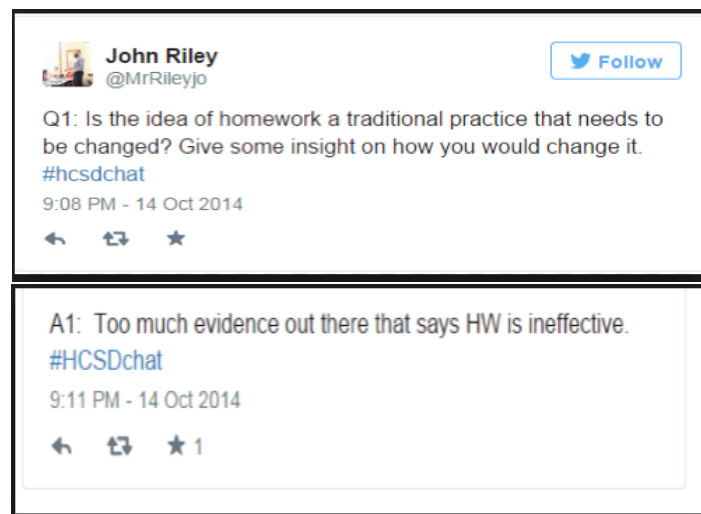 John Riley
@MrRileyjo
Follow
Q1: Is the idea of homework a traditional practice that needs to
be changed? Give some insight on how you would change it.
#hcsdchat
9:08 PM - 14 Oct 2014
A1: Too much evidence out there that says HW is ineffective.
#HCSDchat
9:11 PM - 14 Oct 2014
1